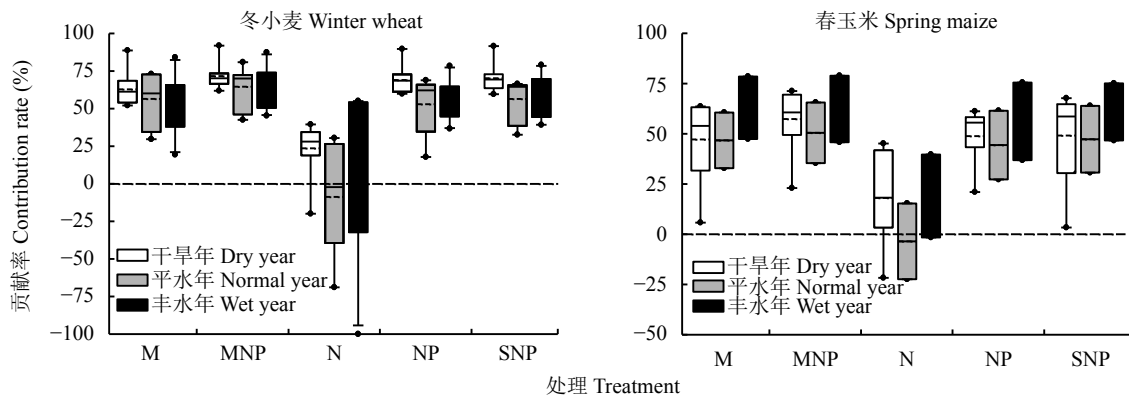 冬小麦 Winter wheat
贡献率 Contribution rate (%)
100
75
50
25
0
−25
−50
−75
−100
干旱年 Dry year
平水年 Normal year
丰水年 Wet year
M MNP N NP SNP
春玉米 Spring maize
100
75
50
25
0
−25
−50
干旱年 Dry year
平水年 Normal year
丰水年 Wet year
M MNP N NP SNP
处理 Treatment